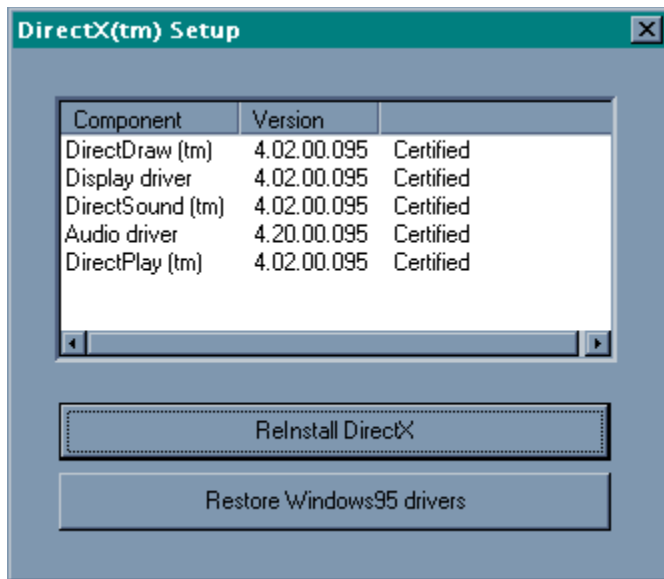 DirectX(tm) Setup
Component Version
DirectDraw (tm) 4.02.00.095 Certified
Display driver 4.02.00.095 Certified
DirectSound (tm) 4.02.00.095 Certified
Audio driver 4.20.00.095 Certified
DirectPlay (tm) 4.02.00.095 Certified
ReInstall DirectX
Restore Windows95 drivers